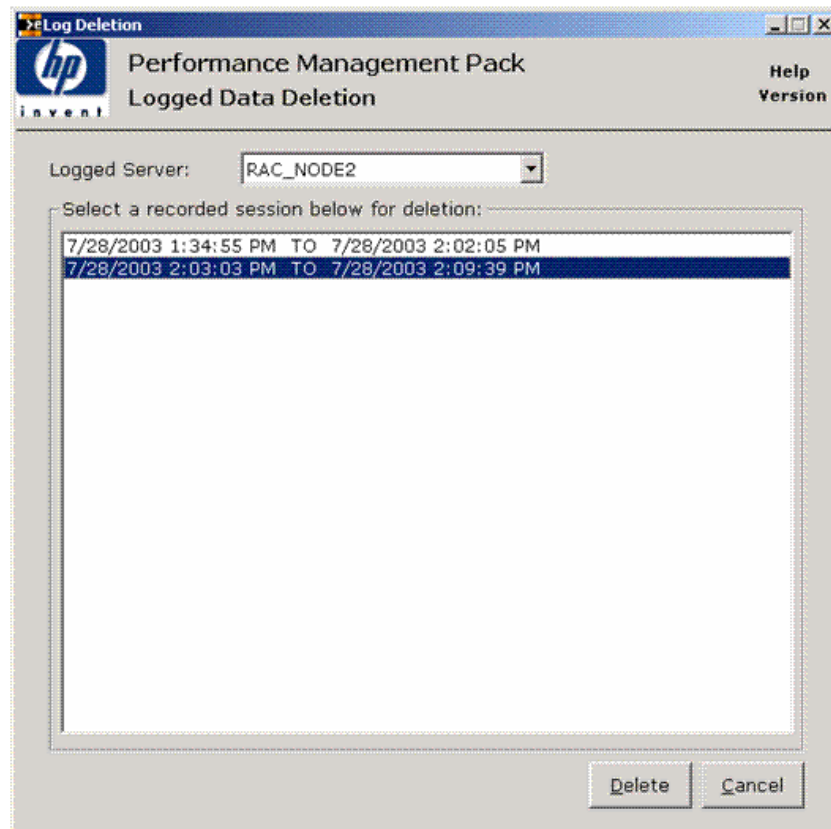 Log Deletion
hp
invent
Performance Management Pack
Logged Data Deletion
Help
Version
Logged Server:
RAC_NODE2
Select a recorded session below for deletion:
7/28/2003 1:34:55 PM TO 7/28/2003 2:02:05 PM
7/28/2003 2:03:03 PM TO 7/28/2003 2:09:39 PM
Delete
Cancel